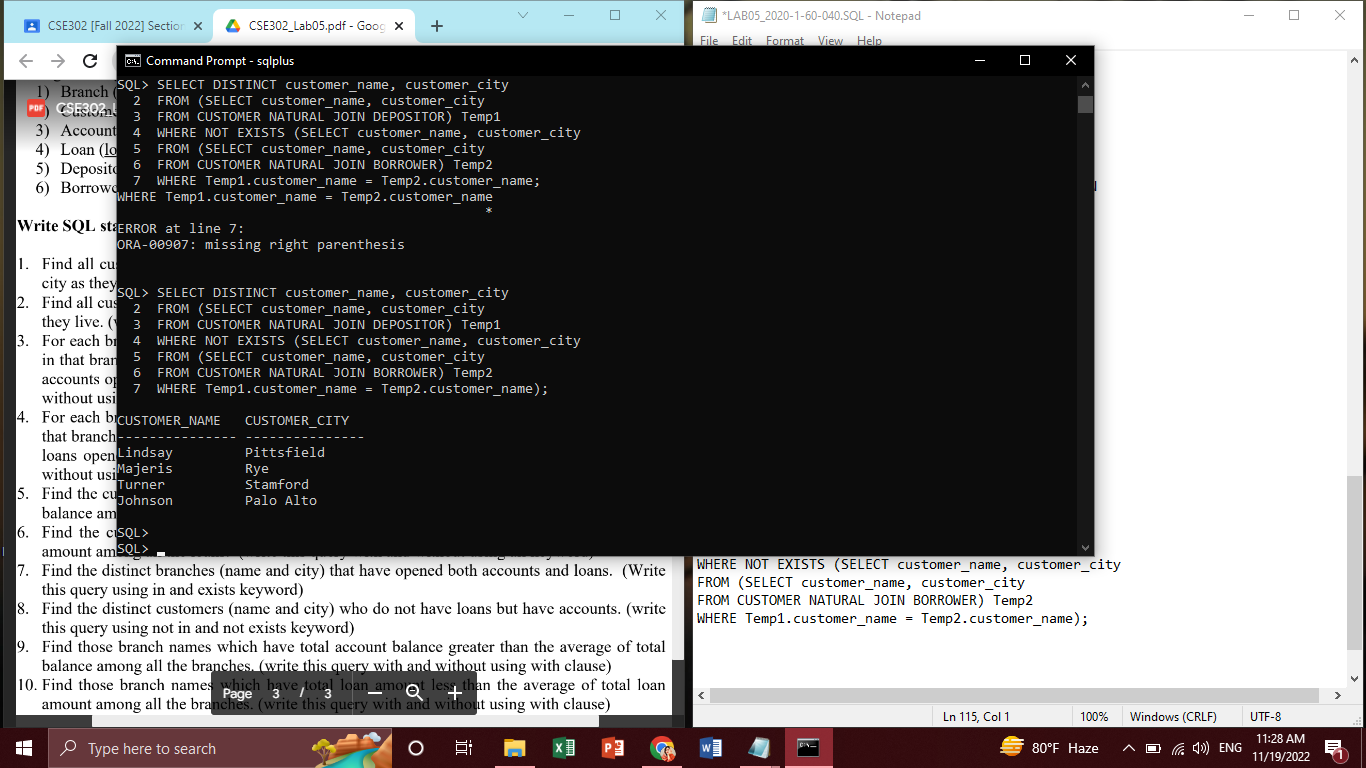 CSE302 [Fall 2022] Section
CSE302_Lab05.pdf - Goog
*LAB05_2020-1-60-040.SQL - Notepad
File Edit Format View Help
Command Prompt - sqlplus
PDF CSE302_L
1) Branch (
2) Custome
3) Account
4) Loan (lo
5) Deposito
6) Borrowe
Write SQL sta
1. Find all cus
city as they
2. Find all cus
they live. (w
3. For each br
in that bran
accounts op
without usi
4. For each br
that branch
loans open
without usi
5. Find the cu
balance am
6. Find the cu
amount am
7. Find the distinct branches (name and city) that have opened both accounts and loans. (Write
this query using in and exists keyword)
8. Find the distinct customers (name and city) who do not have loans but have accounts. (write
this query using not in and not exists keyword)
9. Find those branch names which have total account balance greater than the average of total
balance among all the branches. (write this query with and without using with clause)
10. Find those branch names which have total loan amount less than the average of total loan
amount among all the branches. (write this query with and without using with clause)
Page 3 / 3
SQL> SELECT DISTINCT customer_name, customer_city
2 FROM (SELECT customer_name, customer_city
3 FROM CUSTOMER NATURAL JOIN DEPOSITOR) Temp1
4 WHERE NOT EXISTS (SELECT customer_name, customer_city
5 FROM (SELECT customer_name, customer_city
6 FROM CUSTOMER NATURAL JOIN BORROWER) Temp2
7 WHERE Temp1.customer_name = Temp2.customer_name;
WHERE Temp1.customer_name = Temp2.customer_name
*
ERROR at line 7:
ORA-00907: missing right parenthesis
SQL> SELECT DISTINCT customer_name, customer_city
2 FROM (SELECT customer_name, customer_city
3 FROM CUSTOMER NATURAL JOIN DEPOSITOR) Temp1
4 WHERE NOT EXISTS (SELECT customer_name, customer_city
5 FROM (SELECT customer_name, customer_city
6 FROM CUSTOMER NATURAL JOIN BORROWER) Temp2
7 WHERE Temp1.customer_name = Temp2.customer_name);
CUSTOMER_NAME CUSTOMER_CITY
--------------- ---------------
Lindsay Pittsfield
Majeris Rye
Turner Stamford
Johnson Palo Alto
SQL>
SQL>
WHERE NOT EXISTS (SELECT customer_name, customer_city
FROM (SELECT customer_name, customer_city
FROM CUSTOMER NATURAL JOIN BORROWER) Temp2
WHERE Temp1.customer_name = Temp2.customer_name);
Ln 115, Col 1 100% Windows (CRLF) UTF-8
Type here to search
80°F Haze
ENG
11:28 AM
11/19/2022
1